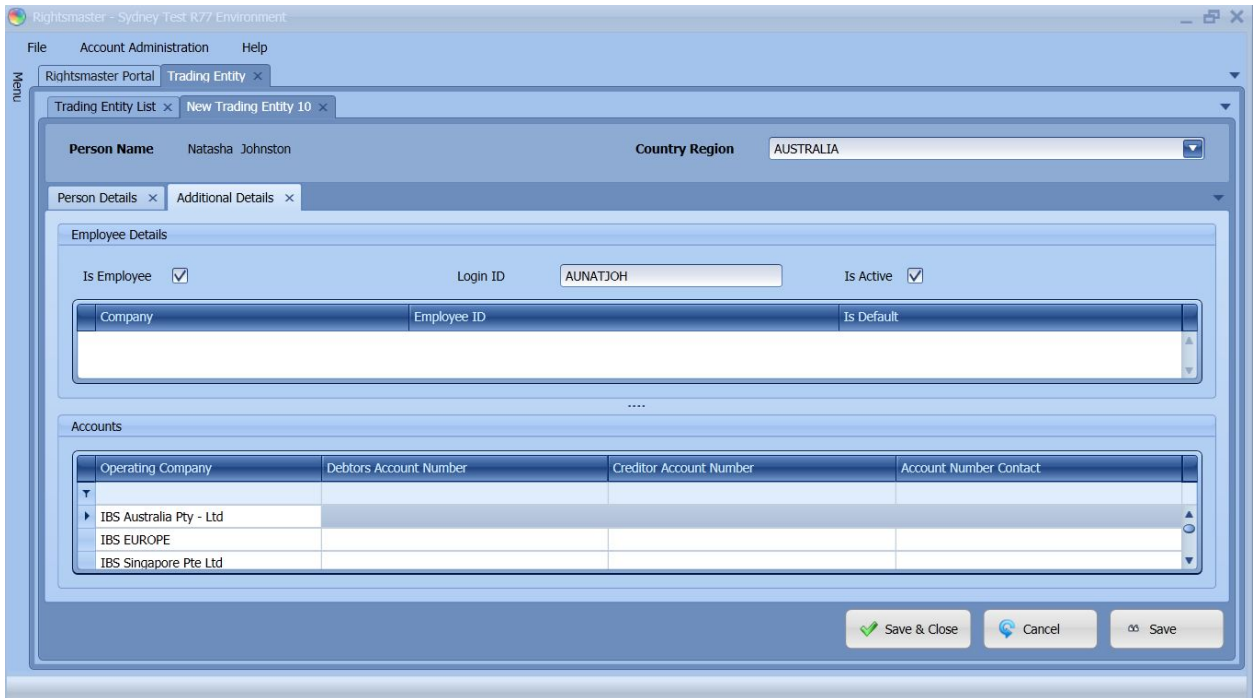 Rightsmaster - Sydney Test R77 Environment
File Account Administration Help
Menu
Rightsmaster Portal Trading Entity
Trading Entity List New Trading Entity 10
Person Name Natasha Johnston Country Region AUSTRALIA
Person Details Additional Details
Employee Details
Is Employee Login ID AUNATJOH Is Active
Company Employee ID Is Default
Accounts
Operating Company Debtors Account Number Creditor Account Number Account Number Contact
IBS Australia Pty - Ltd
IBS EUROPE
IBS Singapore Pte Ltd
Save & Close Cancel Save